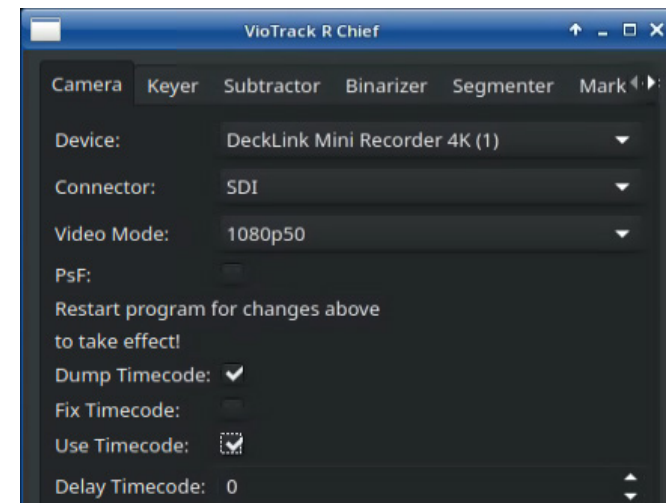 VioTrack R Chief
Camera Keyer Subtractor Binarizer Segmenter Mark
Device: DeckLink Mini Recorder 4K (1)
Connector: SDI
Video Mode: 1080p50
PsF:
Restart program for changes above
to take effect!
Dump Timecode:
Fix Timecode:
Use Timecode:
Delay Timecode: 0